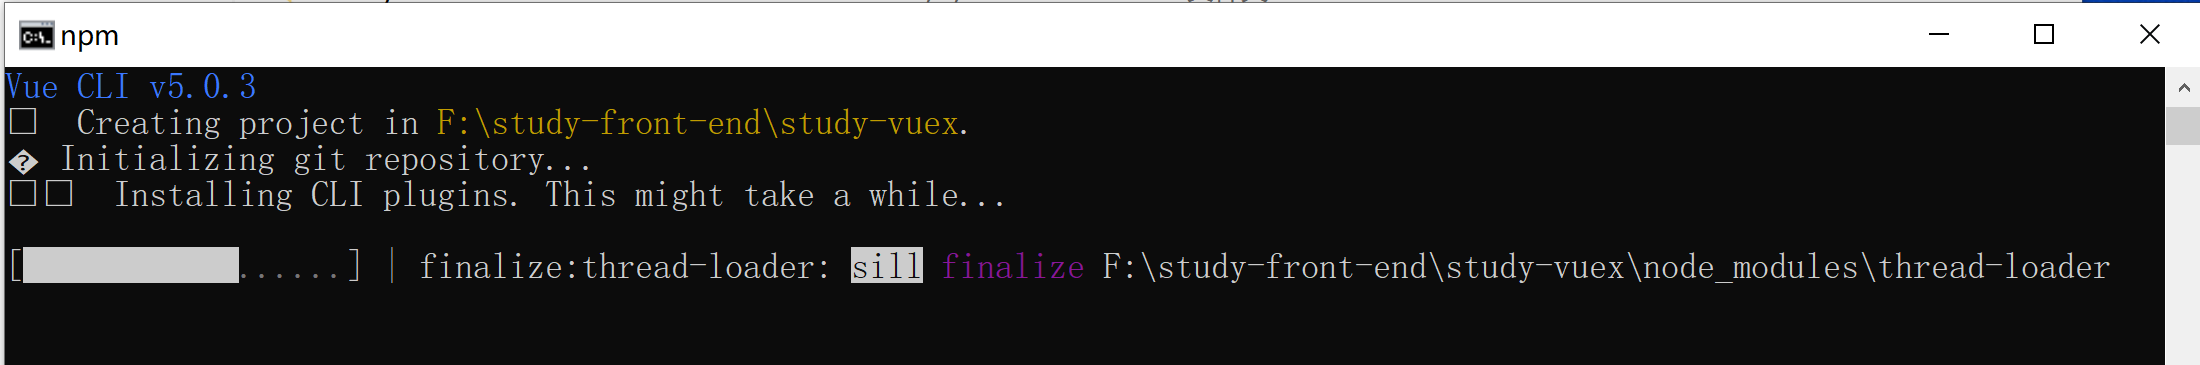 npm
Vue CLI v5.0.3
Creating project in F:\study-front-end\study-vuex.
� Initializing git repository...
Installing CLI plugins. This might take a while...
[......] | finalize:thread-loader: sill finalize F:\study-front-end\study-vuex\node_modules\thread-loader